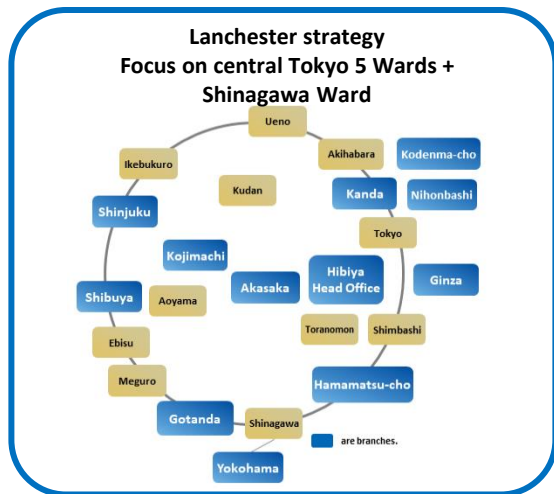 Lanchester strategy
Focus on central Tokyo 5 Wards +
Shinagawa Ward
Ueno
Ikebukuro
Akihabara
Kodenma-cho
Kudan
Kanda
Nihonbashi
Shinjuku
Tokyo
Kojimachi
Hibiya
Head Office
Ginza
Akasaka
Shibuya
Aoyama
Toranomon
Shimbashi
Ebisu
Meguro
Hamamatsu-cho
Gotanda
Shinagawa
are branches.
Yokohama